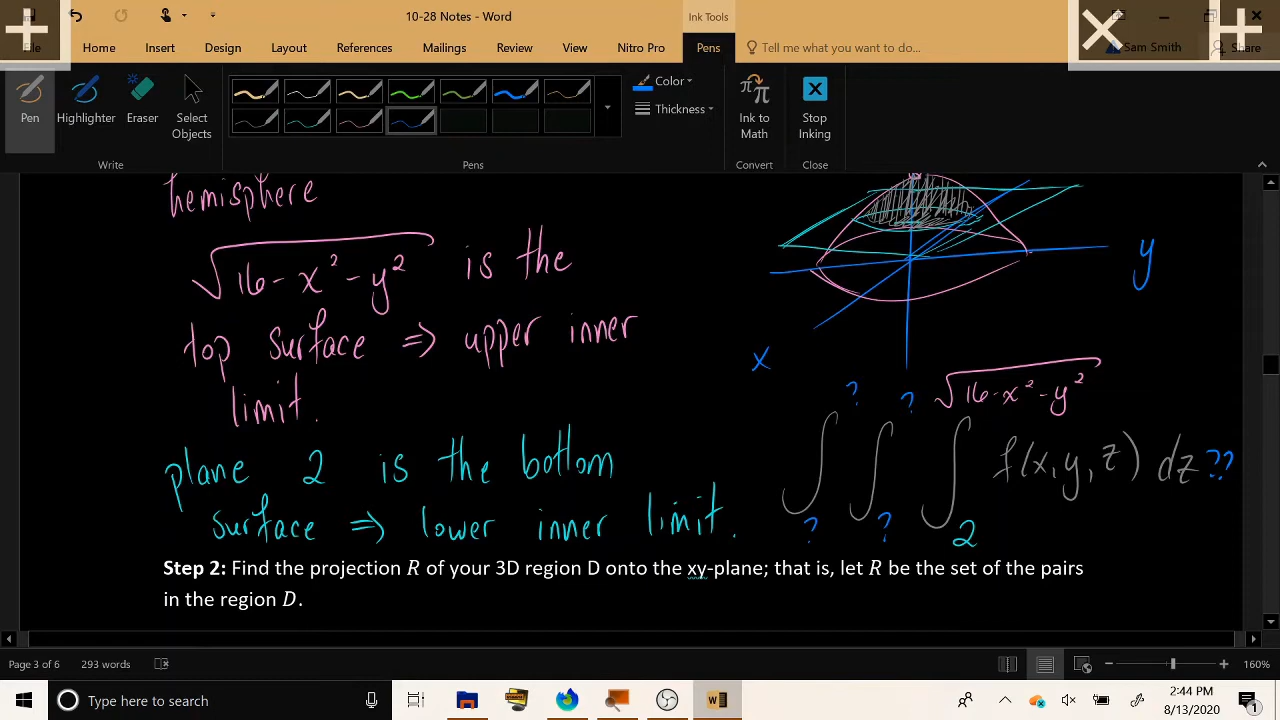 10-28 Notes - Word
Ink Tools
File
Home
Insert
Design
Layout
References
Mailings
Review
View
Nitro Pro
Pens
Tell me what you want to do...
Sam Smith
Share
Pen
Highlighter
Eraser
Select
Objects
Color
Thickness
Ink to
Math
Stop
Inking
Write
Pens
Convert
Close
hemisphere
√16-x²-y² is the
top surface ⇒ upper inner
limit.
plane 2 is the bottom
surface ⇒ lower inner limit.
y
x
? ? √16-x²-y²
∫ ∫ ∫ f(x,y,z) dz ??
? ? 2
Step 2: Find the projection R of your 3D region D onto the xy-plane; that is, let R be the set of the pairs
in the region D.
Page 3 of 6
293 words
160%
Type here to search
2:44 PM
8/13/2020
1